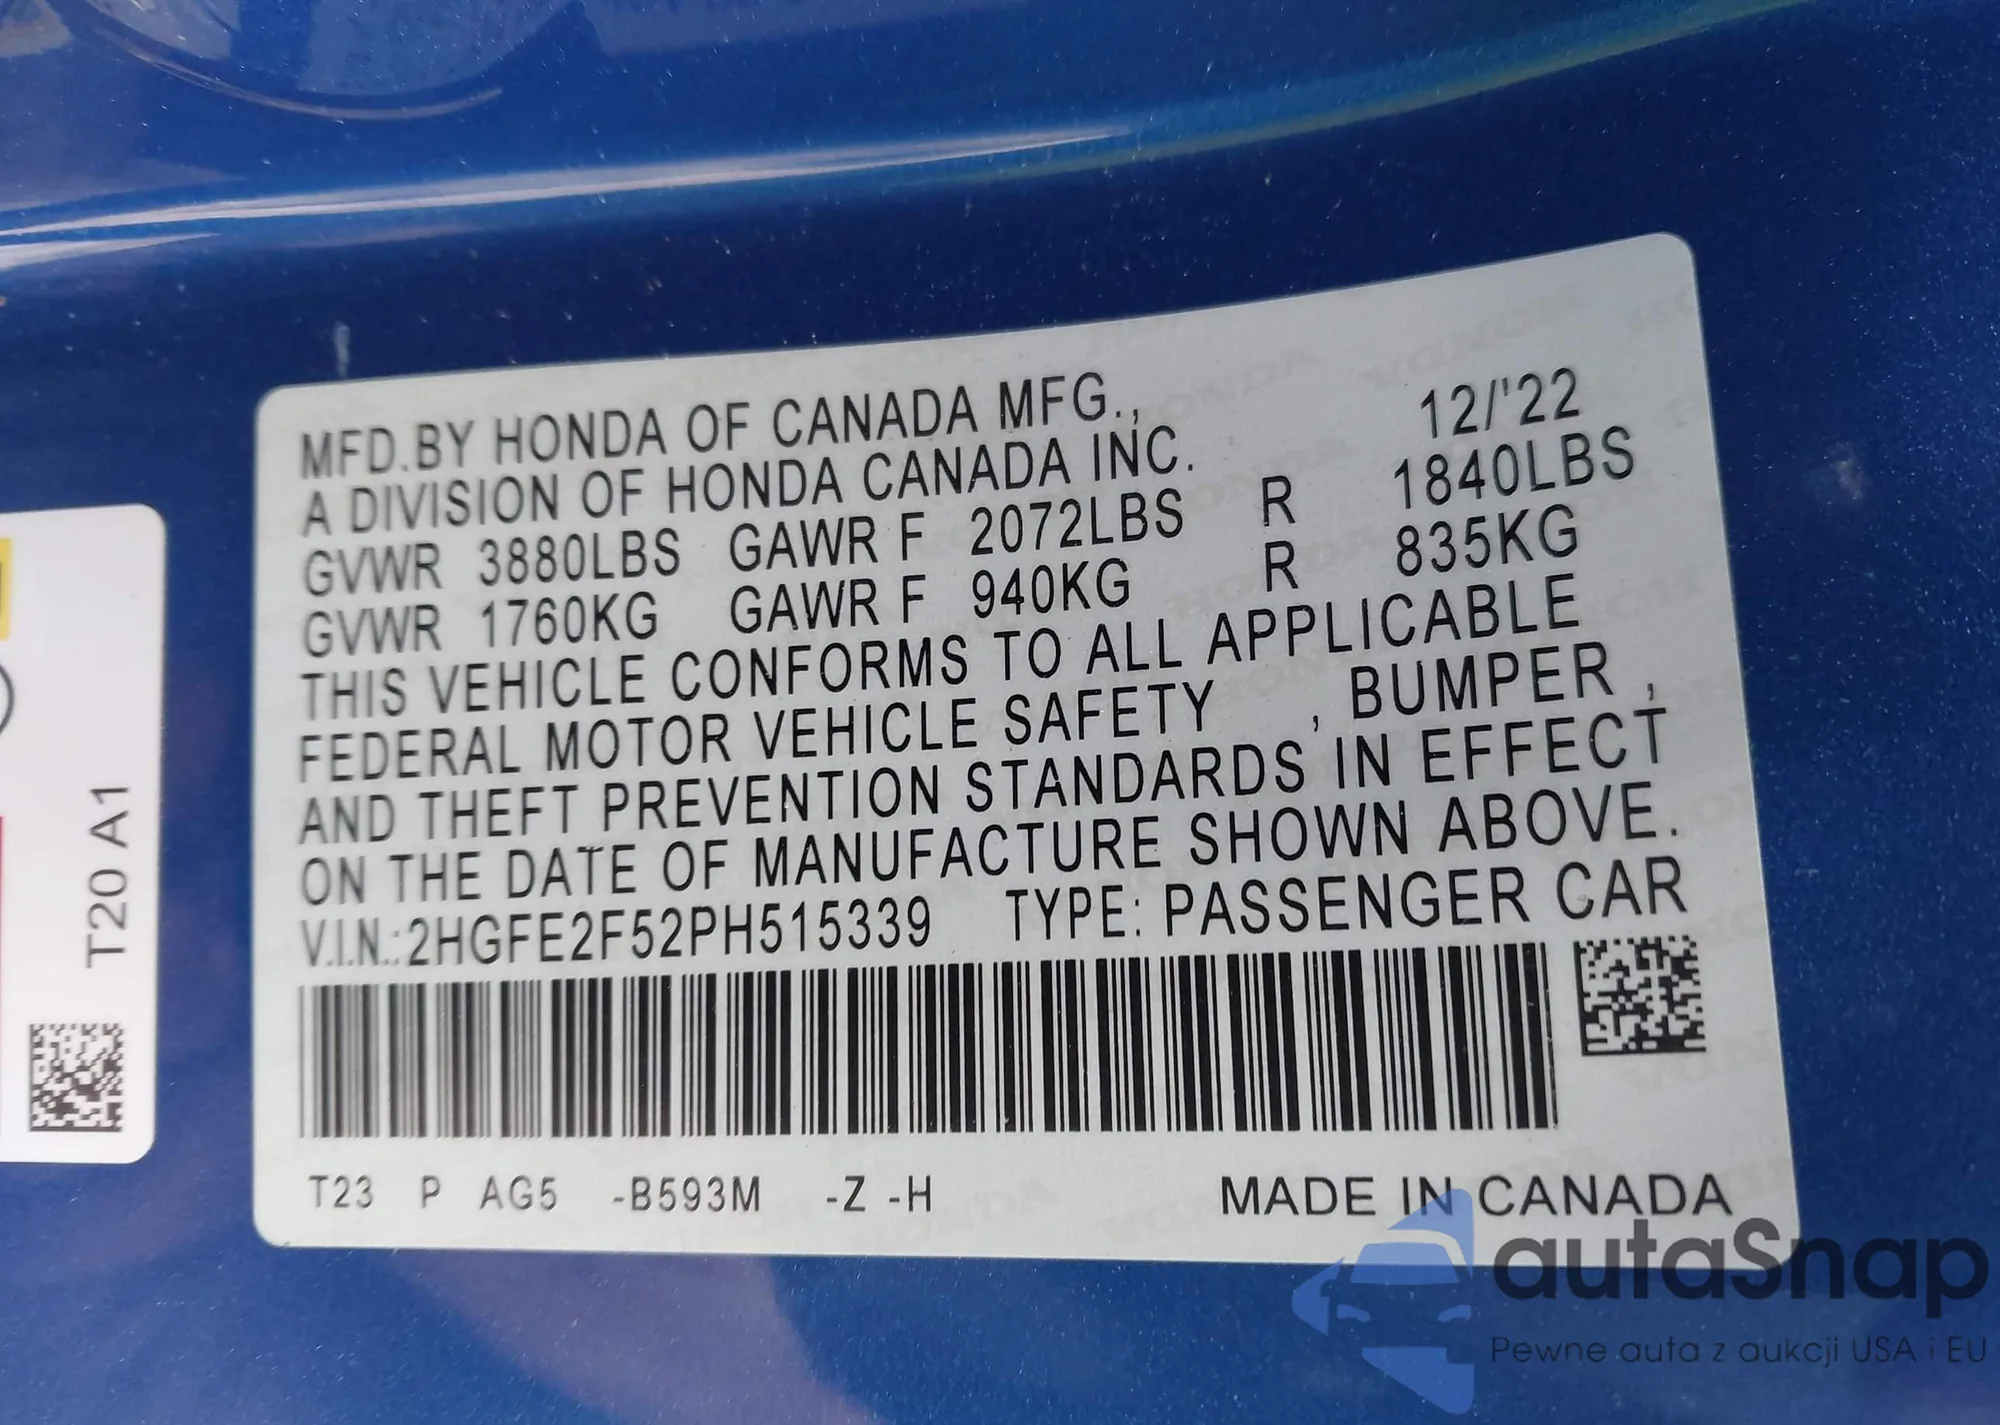 MFD.BY HONDA OF CANADA MFG., 12/'22
A DIVISION OF HONDA CANADA INC.
GVWR 3880LBS GAWR F 2072LBS R 1840LBS
GVWR 1760KG GAWR F 940KG R 835KG
THIS VEHICLE CONFORMS TO ALL APPLICABLE
FEDERAL MOTOR VEHICLE SAFETY , BUMPER ,
AND THEFT PREVENTION STANDARDS IN EFFECT
ON THE DATE OF MANUFACTURE SHOWN ABOVE.
V.I.N.:2HGFE2F52PH515339 TYPE: PASSENGER CAR
T23 P AG5 -B593M -Z -H MADE IN CANADA
T20 A1
autaSnap
Pewne auta z aukcji USA i EU